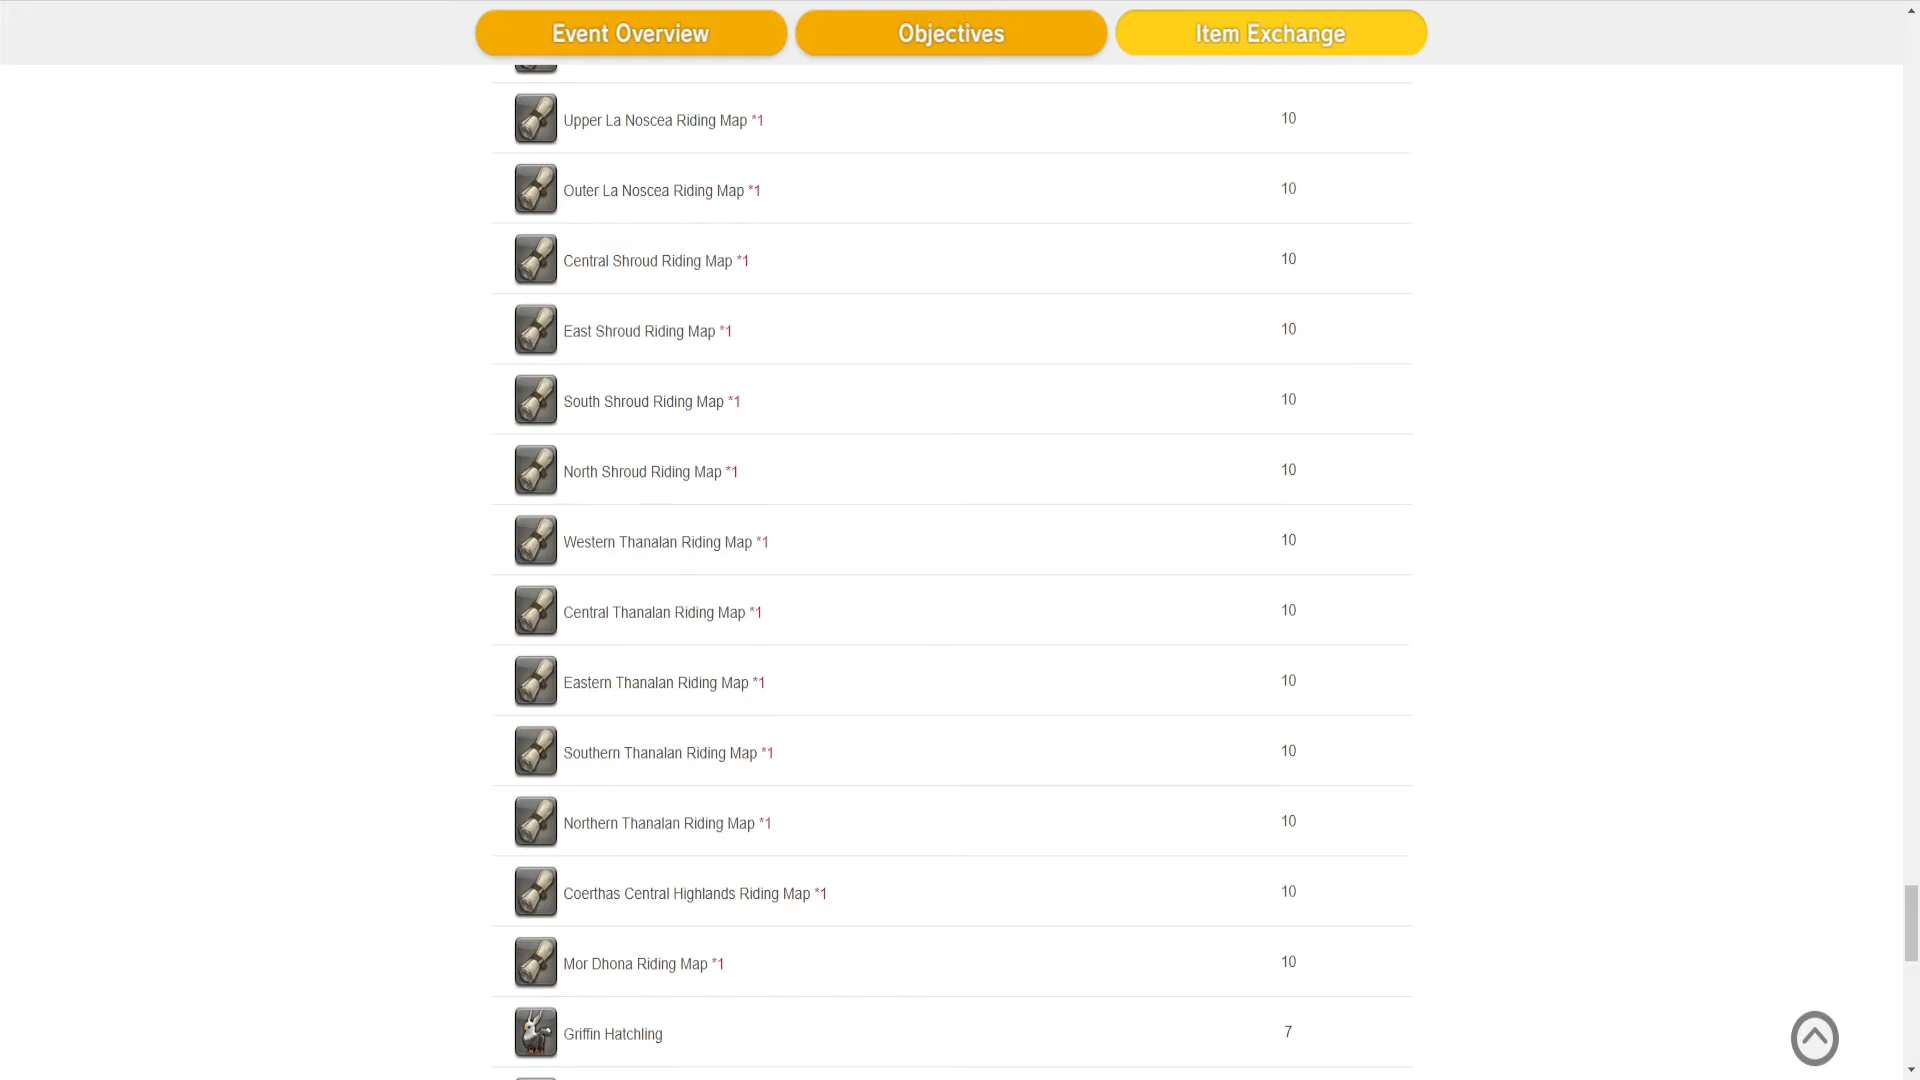 Event Overview Objectives Item Exchange
Upper La Noscea Riding Map *1 10
Outer La Noscea Riding Map *1 10
Central Shroud Riding Map *1 10
East Shroud Riding Map *1 10
South Shroud Riding Map *1 10
North Shroud Riding Map *1 10
Western Thanalan Riding Map *1 10
Central Thanalan Riding Map *1 10
Eastern Thanalan Riding Map *1 10
Southern Thanalan Riding Map *1 10
Northern Thanalan Riding Map *1 10
Coerthas Central Highlands Riding Map *1 10
Mor Dhona Riding Map *1 10
Griffin Hatchling 7